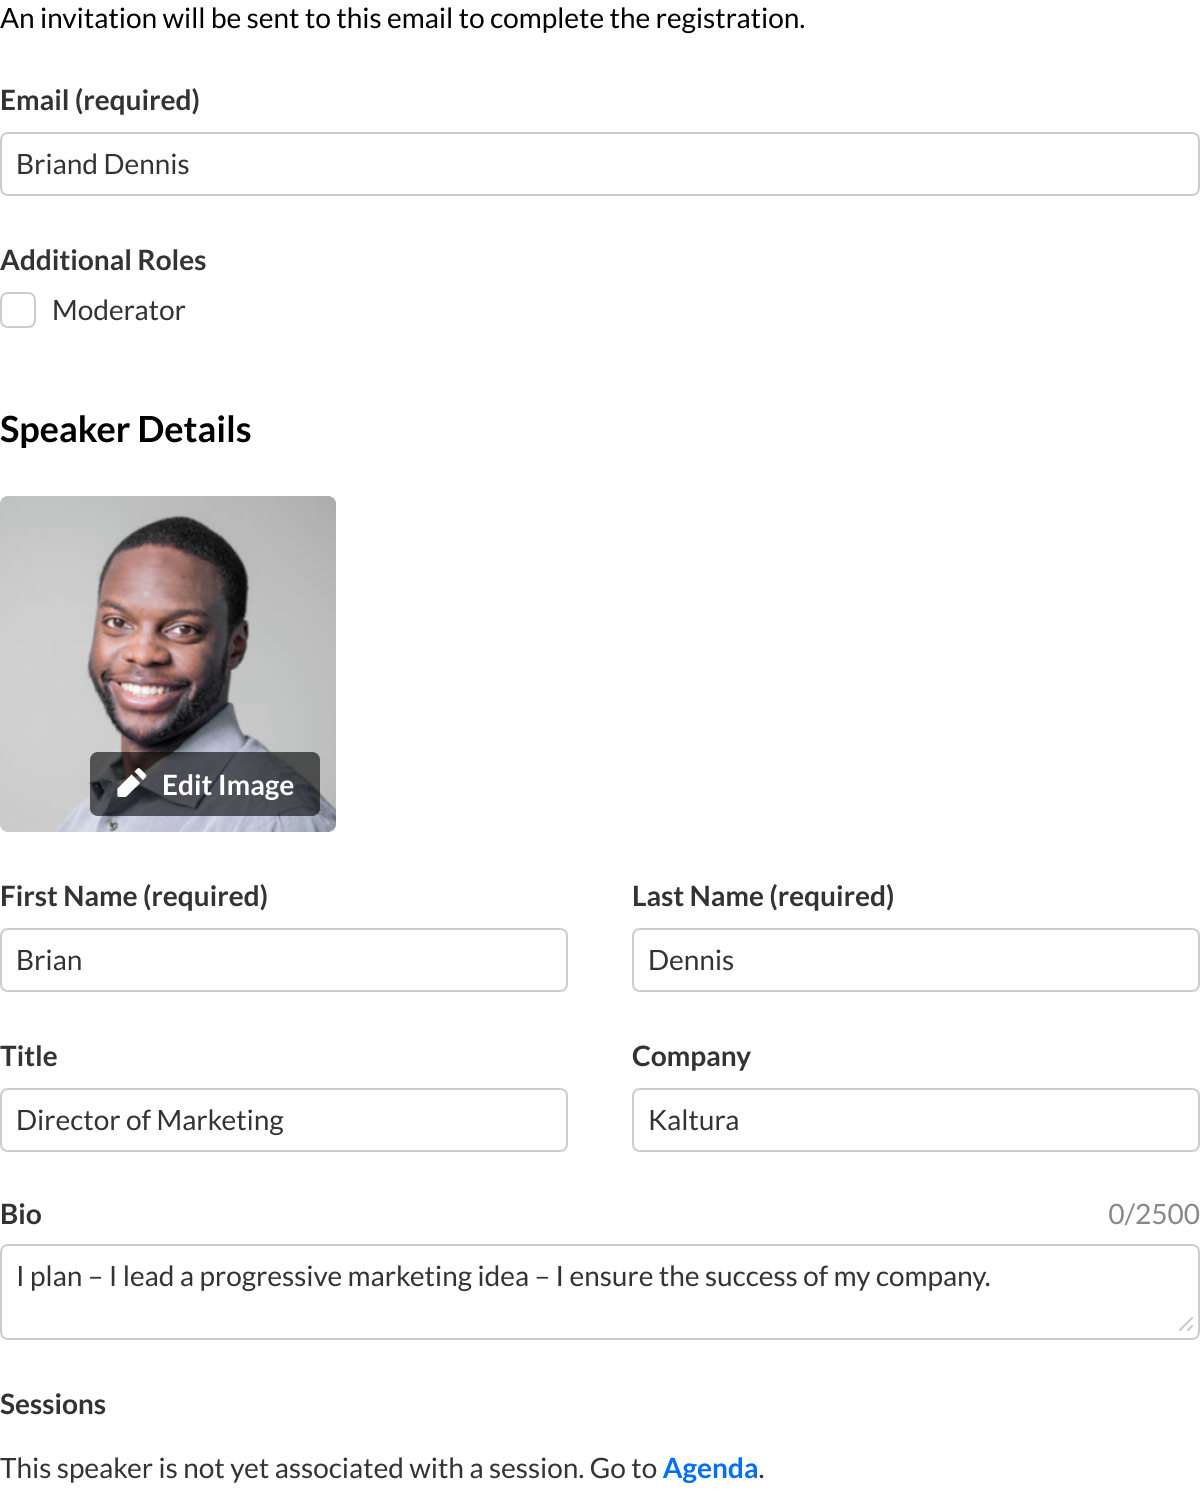 An invitation will be sent to this email to complete the registration.
Email (required)
Briand Dennis
Additional Roles
Moderator
Speaker Details
Edit Image
First Name (required)
Last Name (required)
Brian
Dennis
Title
Company
Director of Marketing
Kaltura
Bio
0/2500
I plan – I lead a progressive marketing idea – I ensure the success of my company.
Sessions
This speaker is not yet associated with a session. Go to Agenda.